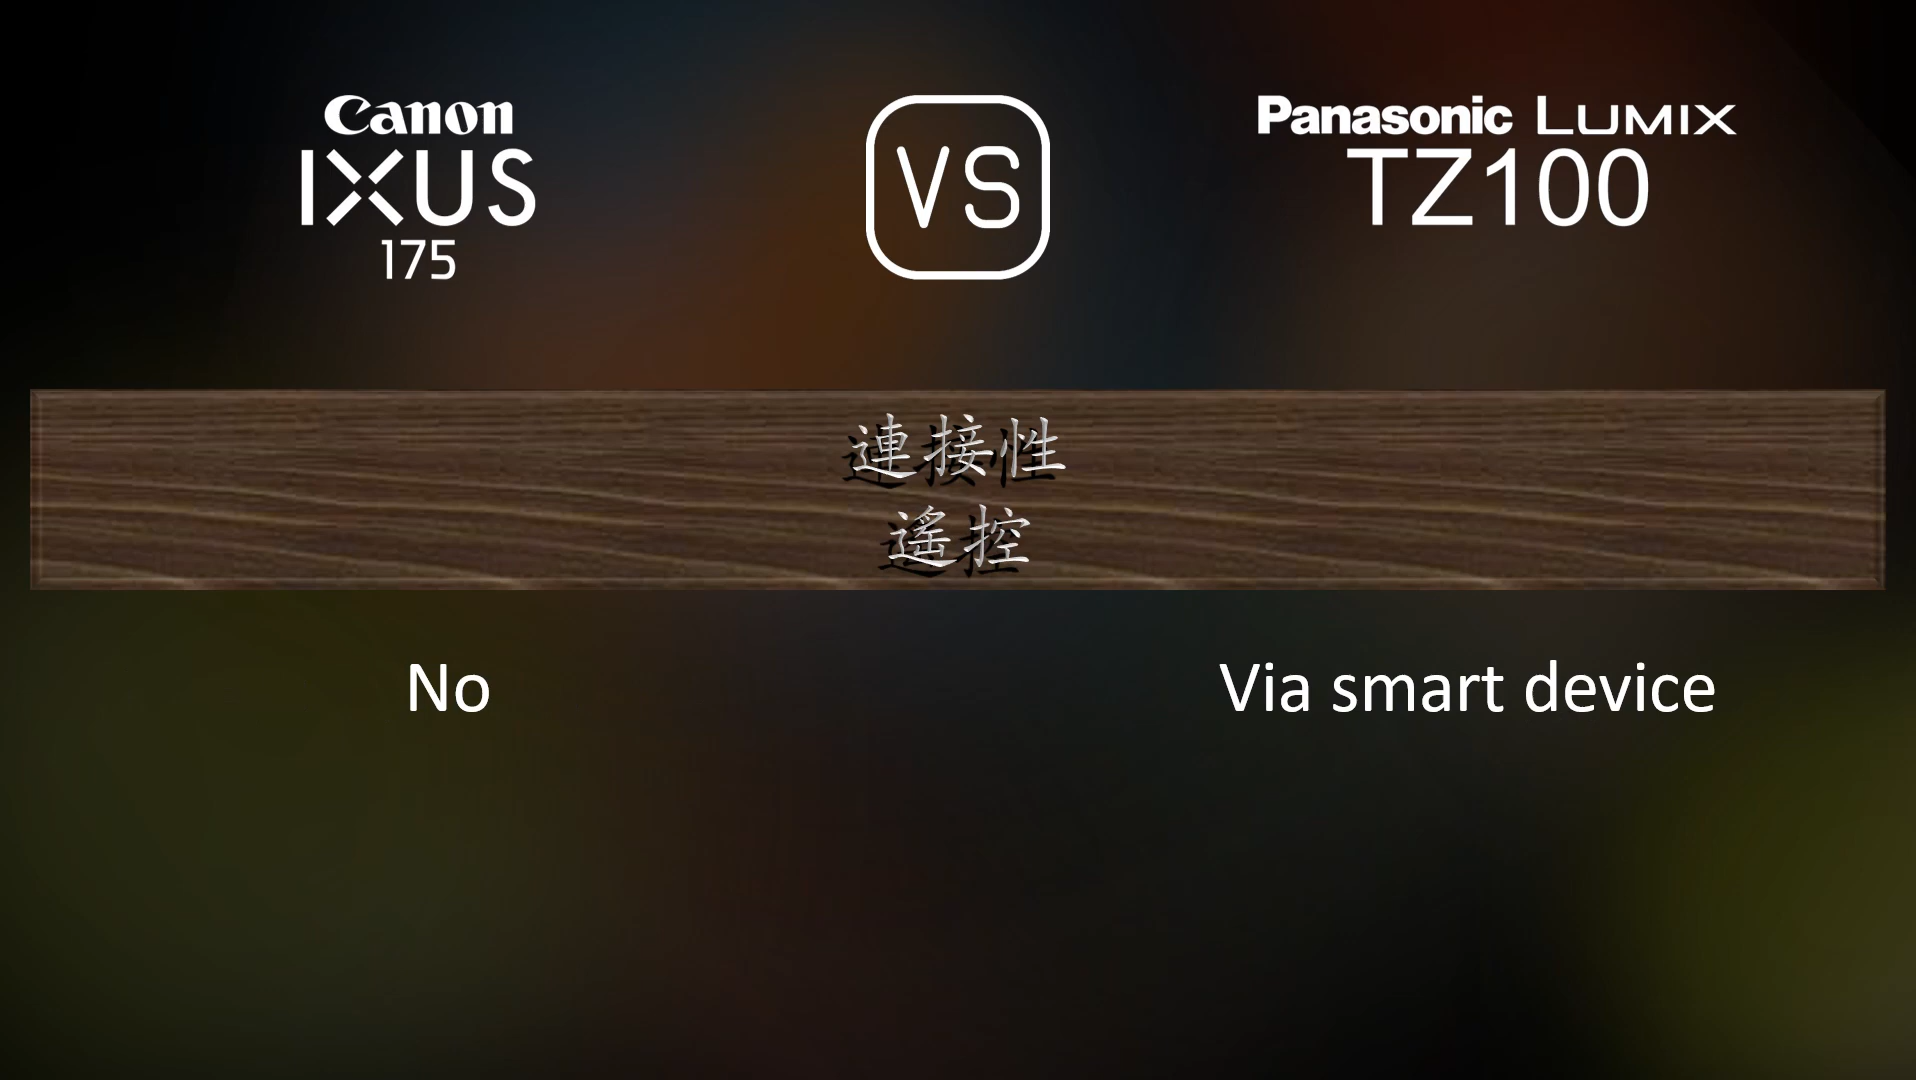 Canon
IXUS
175
VS
Panasonic LUMIX
TZ100
連接性
遙控
No
Via smart device